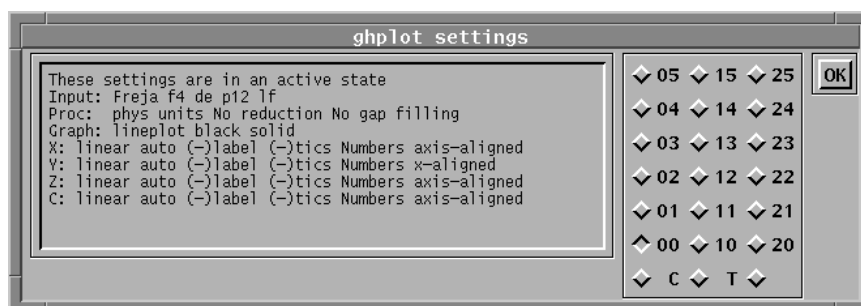 ghplot settings
These settings are in an active state
Input: Freja f4 de p12 lf
Proc:  phys units No reduction No gap filling
Graph: lineplot black solid
X: linear auto (-)label (-)tics Numbers axis-aligned
Y: linear auto (-)label (-)tics Numbers x-aligned
Z: linear auto (-)label (-)tics Numbers axis-aligned
C: linear auto (-)label (-)tics Numbers axis-aligned
05 15 25
04 14 24
03 13 23
02 12 22
01 11 21
00 10 20
C T
OK